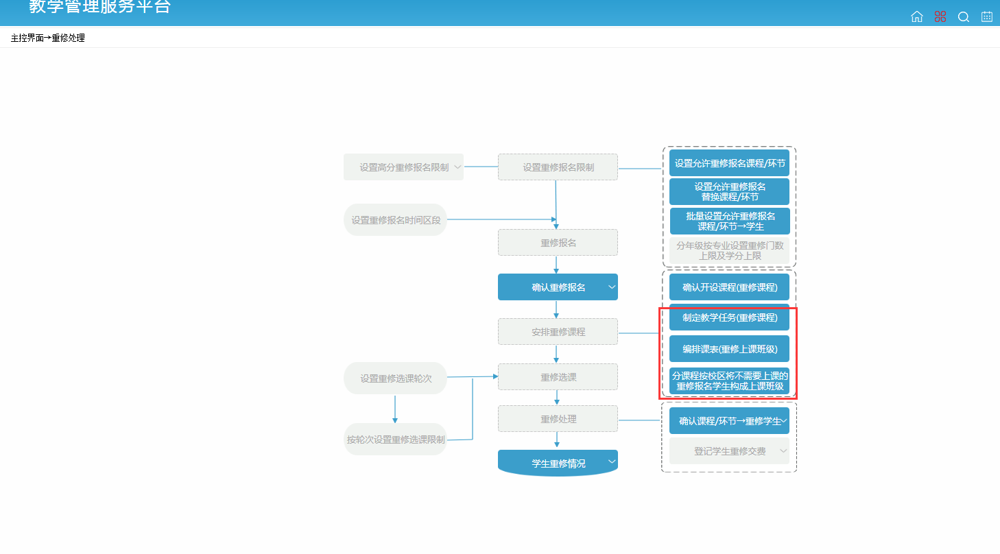 教学管理服务平台
主控界面→重修处理
设置高分重修报名限制
设置重修报名限制
设置允许重修报名课程/环节
设置允许重修报名
替换课程/环节
设置重修报名时间区段
批量设置允许重修报名
课程/环节→学生
重修报名
分年级按专业设置重修门数
上限及学分上限
确认重修报名
确认开设课程(重修课程)
制定教学任务(重修课程)
安排重修课程
编排课表(重修上课班级)
设置重修选课轮次
重修选课
分课程按校区将不需要上课的
重修报名学生构成上课班级
重修处理
确认课程/环节→重修学生
按轮次设置重修选课限制
登记学生重修交费
学生重修情况